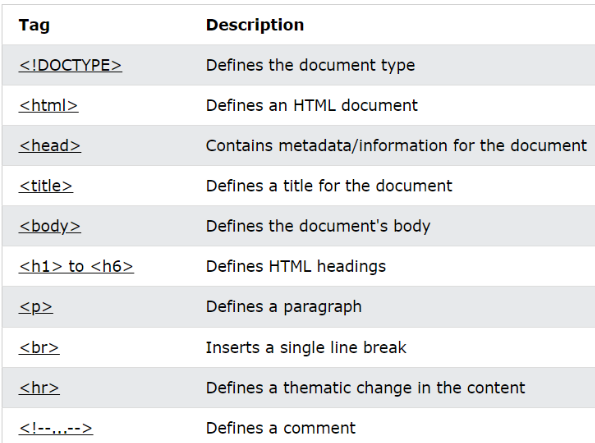 Tag Description
<!DOCTYPE> Defines the document type
<html> Defines an HTML document
<head> Contains metadata/information for the document
<title> Defines a title for the document
<body> Defines the document's body
<h1> to <h6> Defines HTML headings
<p> Defines a paragraph
<br> Inserts a single line break
<hr> Defines a thematic change in the content
<!--...--> Defines a comment